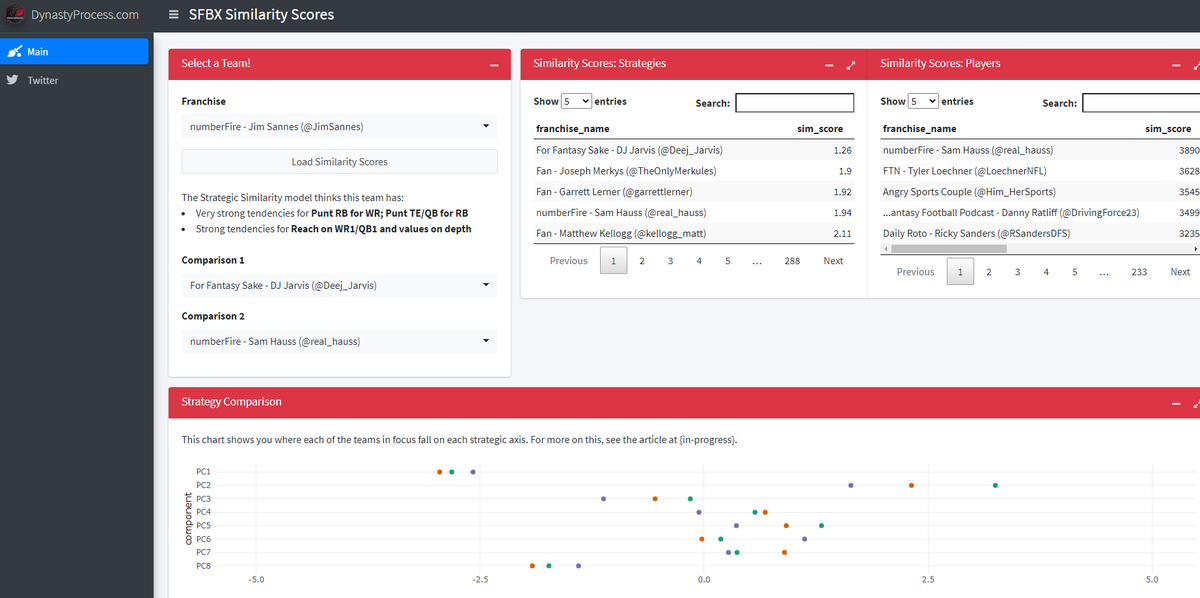 DynastyProcess.com
SFBX Similarity Scores
Main
Twitter
Select a Team!
Franchise
numberFire - Jim Sannes (@JimSannes)
Load Similarity Scores
The Strategic Similarity model thinks this team has:
Very strong tendencies for Punt RB for WR; Punt TE/QB for RB
Strong tendencies for Reach on WR1/QB1 and values on depth
Comparison 1
For Fantasy Sake - DJ Jarvis (@Deej_Jarvis)
Comparison 2
numberFire - Sam Hauss (@real_hauss)
Similarity Scores: Strategies
Show 5 entries Search:
franchise_name sim_score
For Fantasy Sake - DJ Jarvis (@Deej_Jarvis) 1.26
Fan - Joseph Merkys (@TheOnlyMerkules) 1.9
Fan - Garrett Lerner (@garrettlerner) 1.92
numberFire - Sam Hauss (@real_hauss) 1.94
Fan - Matthew Kellogg (@kellogg_matt) 2.11
Previous 1 2 3 4 5 ... 288 Next
Similarity Scores: Players
Show 5 entries Search:
franchise_name sim_score
numberFire - Sam Hauss (@real_hauss) 3890
FTN - Tyler Loechner (@LoechnerNFL) 3628
Angry Sports Couple (@Him_HerSports) 3545
...antasy Football Podcast - Danny Ratliff (@DrivingForce23) 3499
Daily Roto - Ricky Sanders (@RSandersDFS) 3235
Previous 1 2 3 4 5 ... 233 Next
Strategy Comparison
This chart shows you where each of the teams in focus fall on each strategic axis. For more on this, see the article at {in-progress}.
component
PC1
PC2
PC3
PC4
PC5
PC6
PC7
PC8
-5.0 -2.5 0.0 2.5 5.0